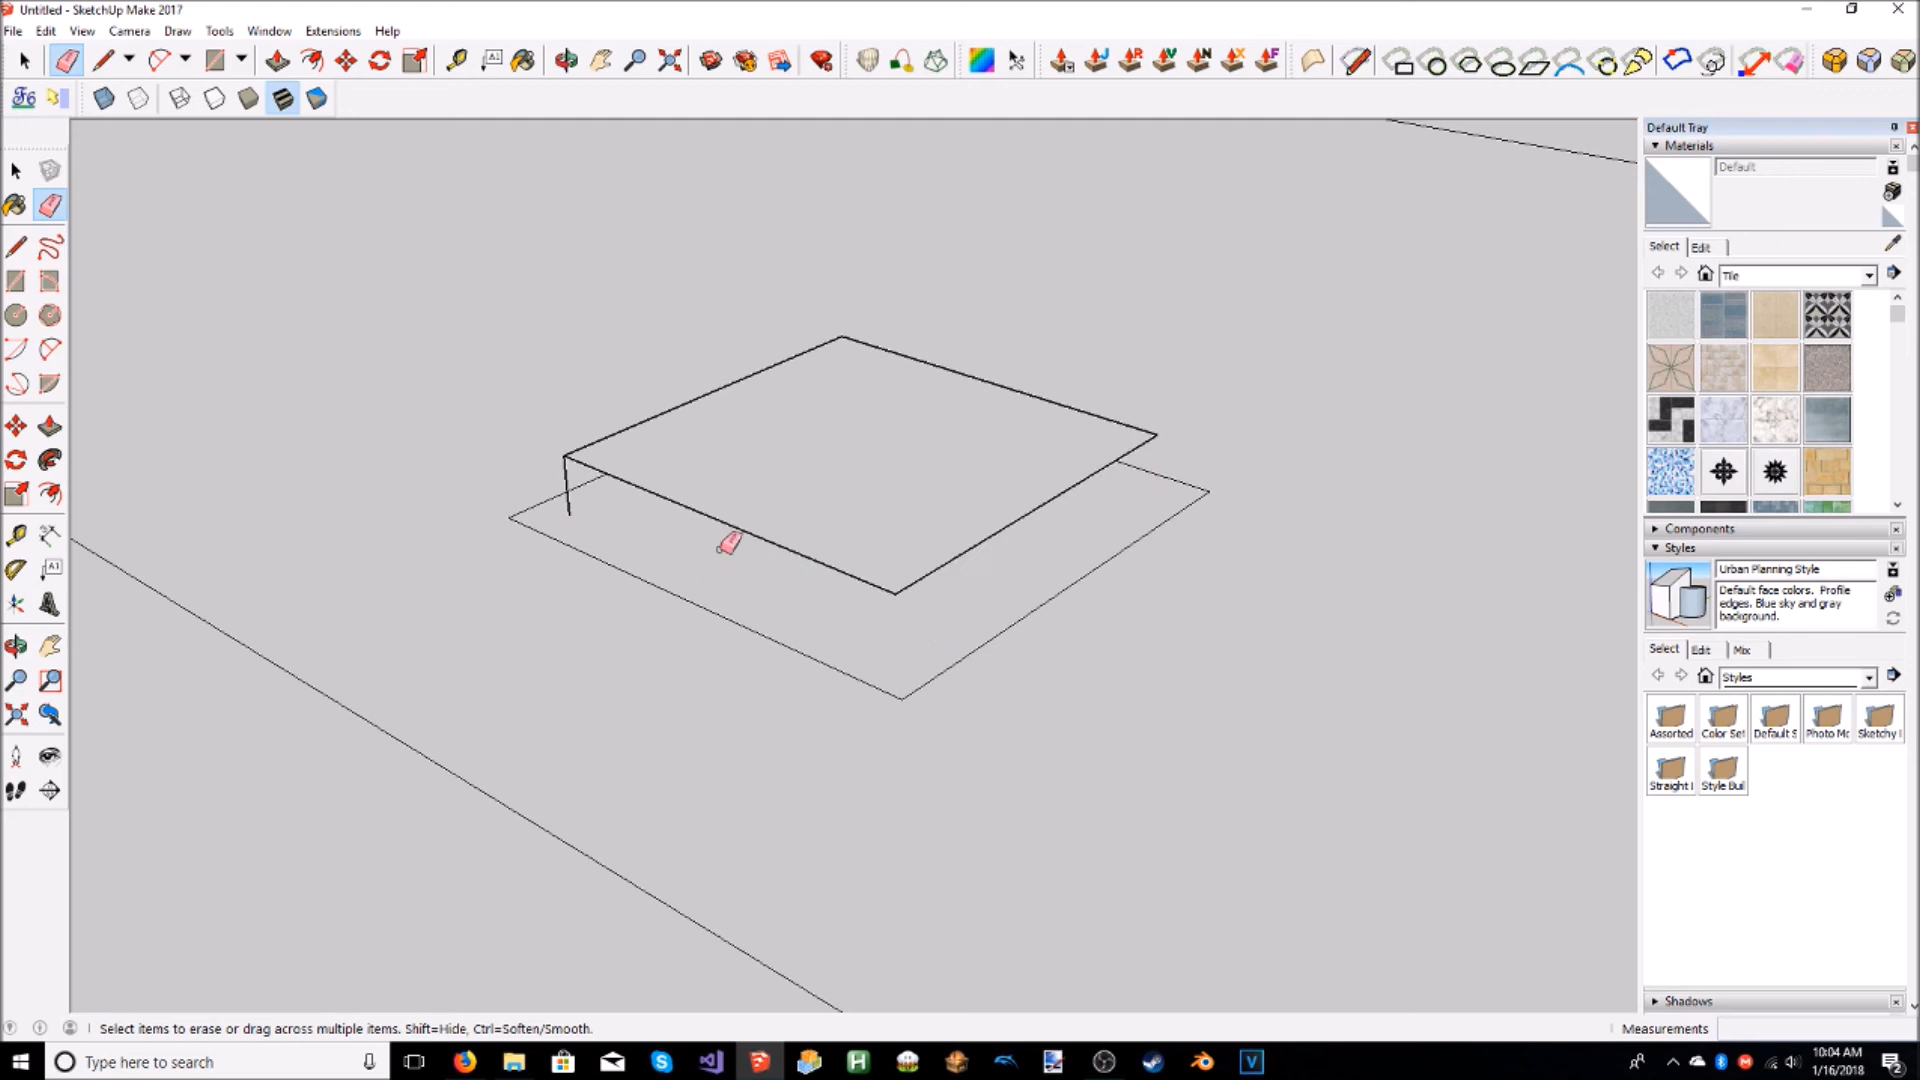 Untitled - SketchUp Make 2017
File Edit View Camera Draw Tools Window Extensions Help
Default Tray
Materials
Default
Select Edit
Tile
Components
Styles
Urban Planning Style
Default face colors. Profile
edges. Blue sky and gray
background.
Select Edit Mix
Styles
Assorted Color Set Default S Photo Mo Sketchy
Straight Style Buil
Shadows
Select items to erase or drag across multiple items. Shift=Hide, Ctrl=Soften/Smooth.
Measurements
Type here to search
10:04 AM
1/16/2018